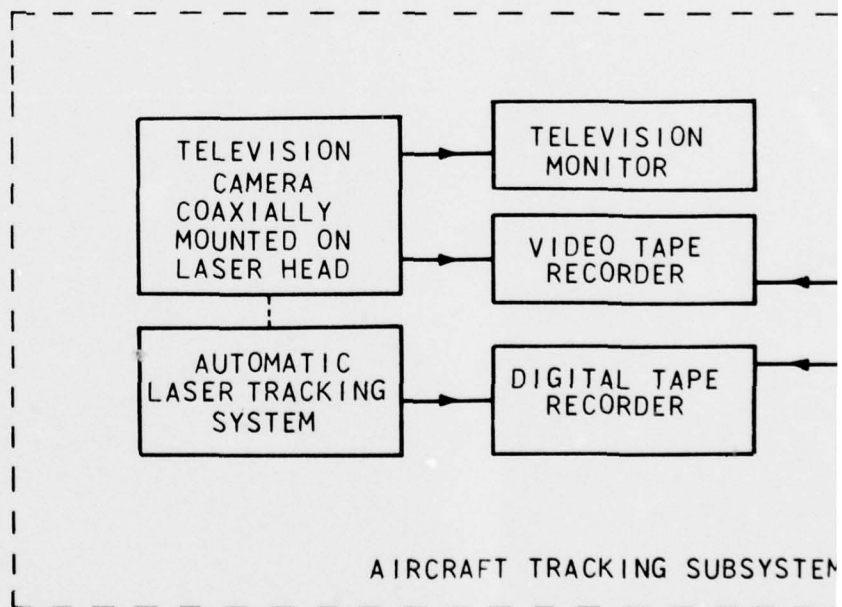 TELEVISION
CAMERA
COAXIALLY
MOUNTED ON
LASER HEAD
TELEVISION
MONITOR
VIDEO TAPE
RECORDER
AUTOMATIC
LASER TRACKING
SYSTEM
DIGITAL TAPE
RECORDER
AIRCRAFT TRACKING SUBSYSTEM